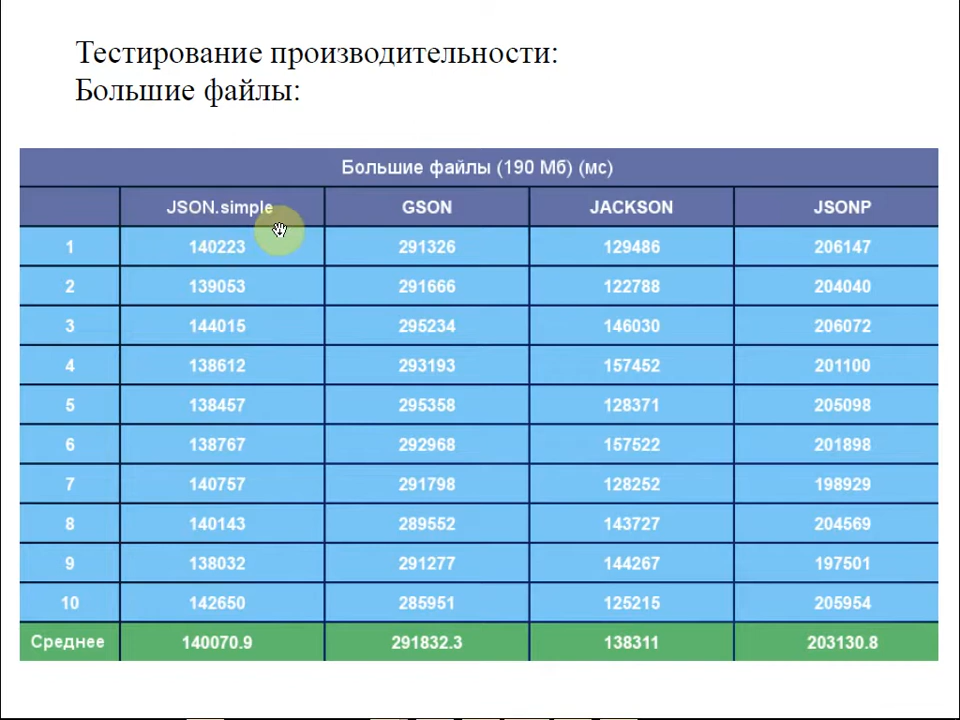 Тестирование производительности:
Большие файлы:
Большие файлы (190 Мб) (мс)
JSON.simple GSON JACKSON JSONP
1 140223 291326 129486 206147
2 139053 291666 122788 204040
3 144015 295234 146030 206072
4 138612 293193 157452 201100
5 138457 295358 128371 205098
6 138767 292968 157522 201898
7 140757 291798 128252 198929
8 140143 289552 143727 204569
9 138032 291277 144267 197501
10 142650 285951 125215 205954
Среднее 140070.9 291832.3 138311 203130.8